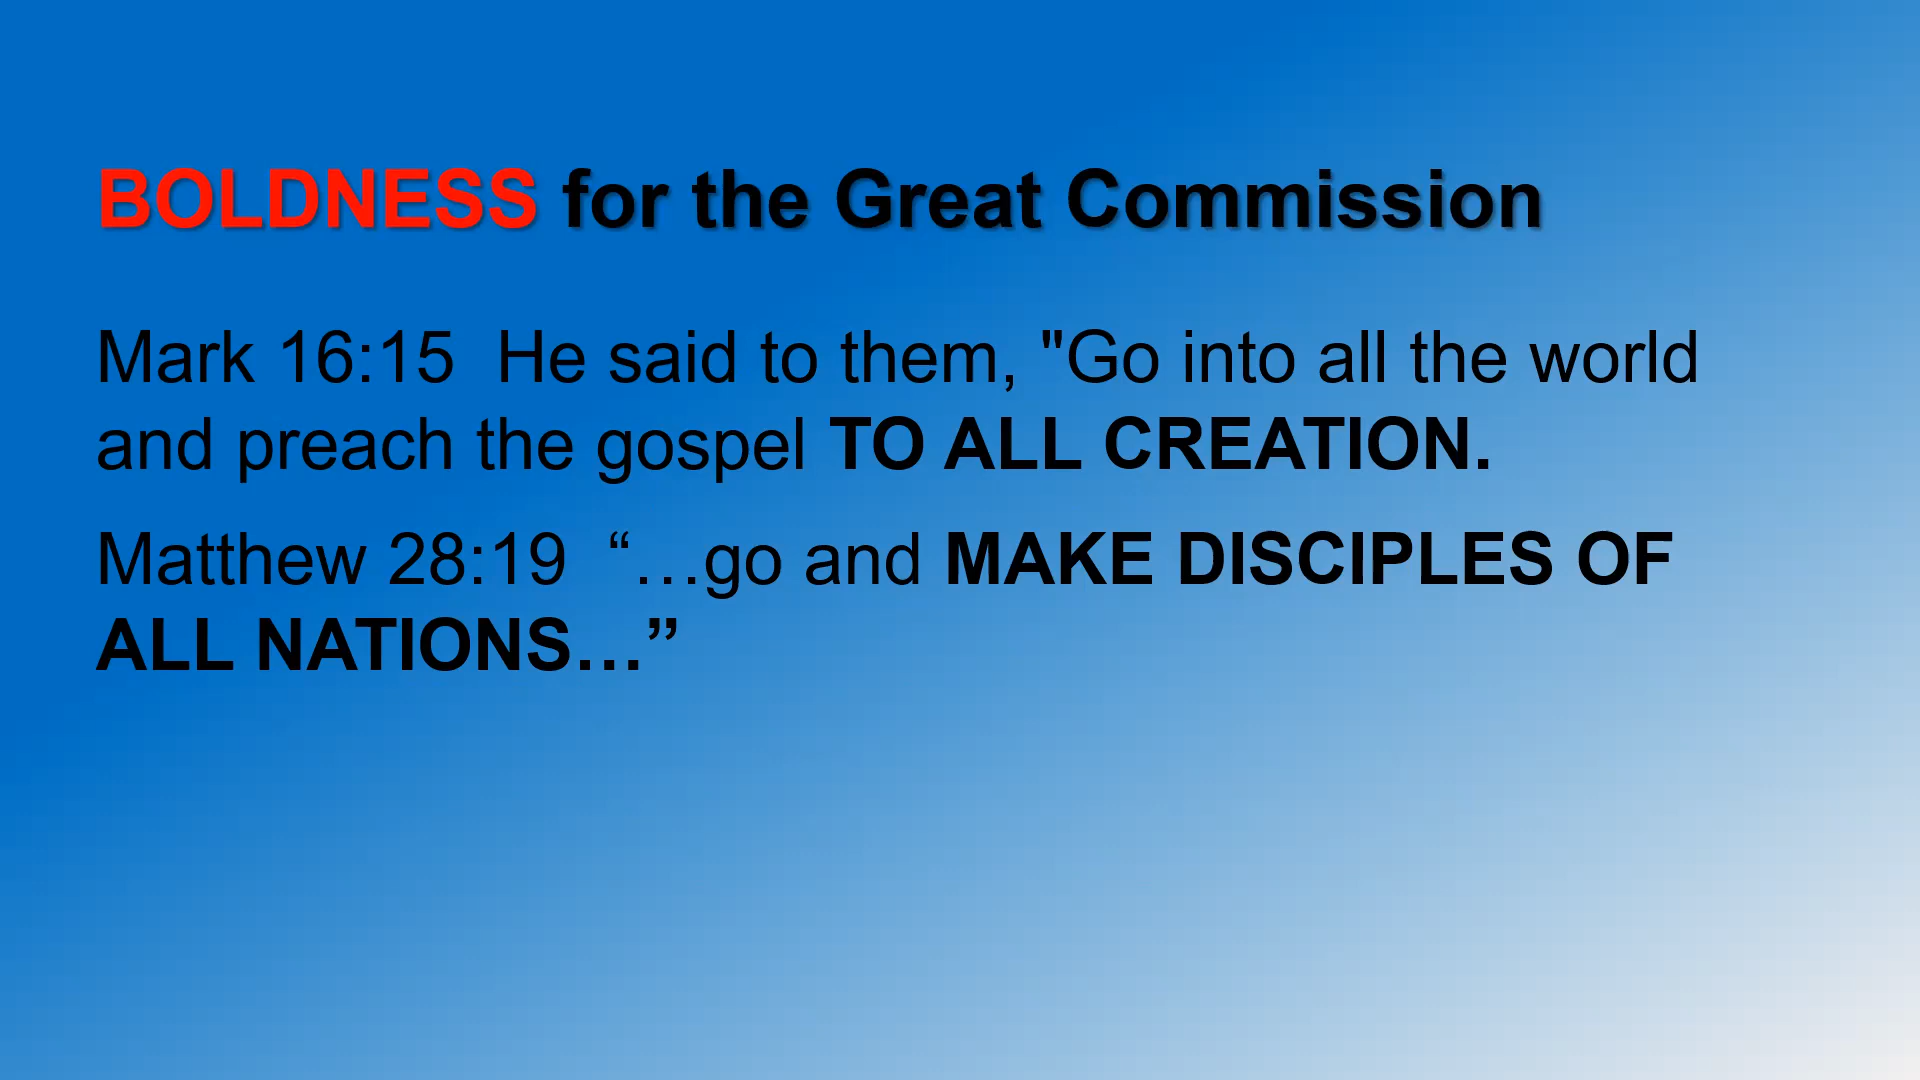 BOLDNESS for the Great Commission
Mark 16:15  He said to them, "Go into all the world
and preach the gospel TO ALL CREATION.
Matthew 28:19  “…go and MAKE DISCIPLES OF
ALL NATIONS…”